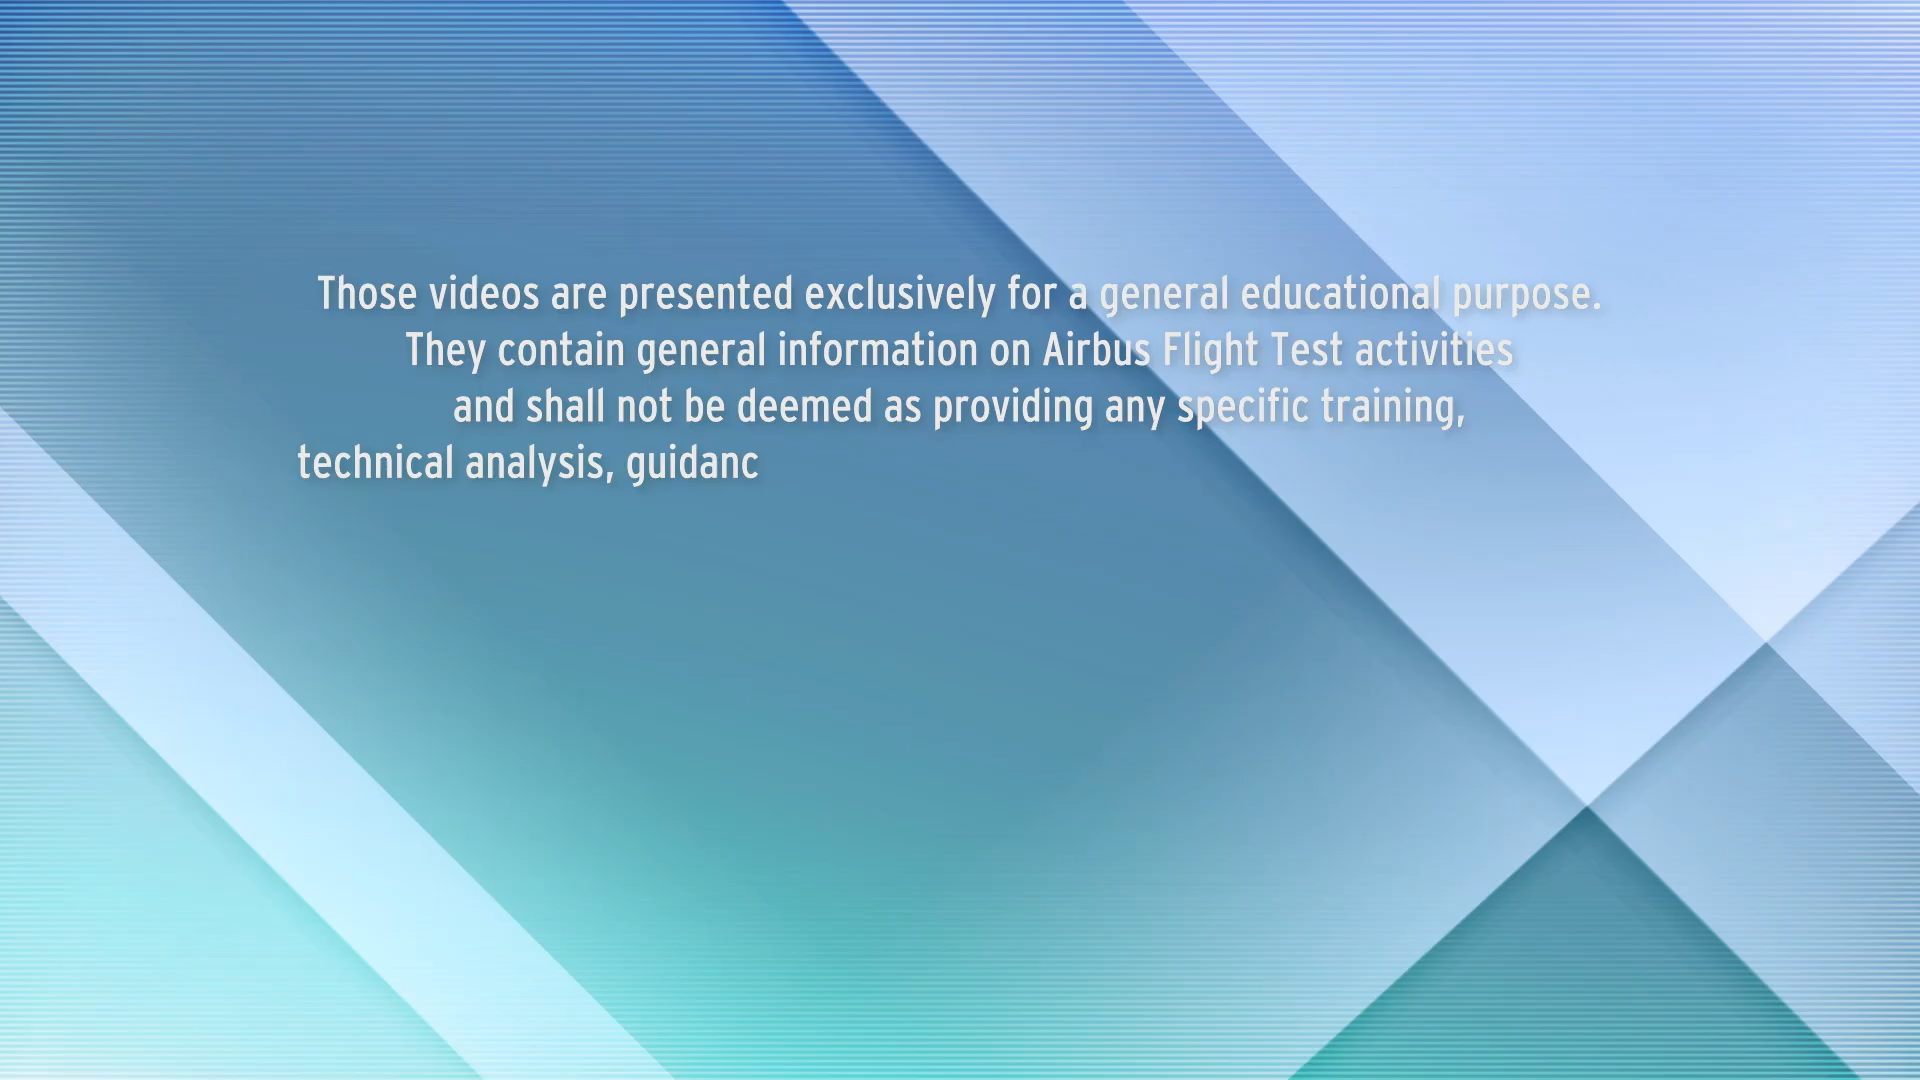 Those videos are presented exclusively for a general educational purpose.
They contain general information on Airbus Flight Test activities
and shall not be deemed as providing any specific training,
technical analysis, guidanc